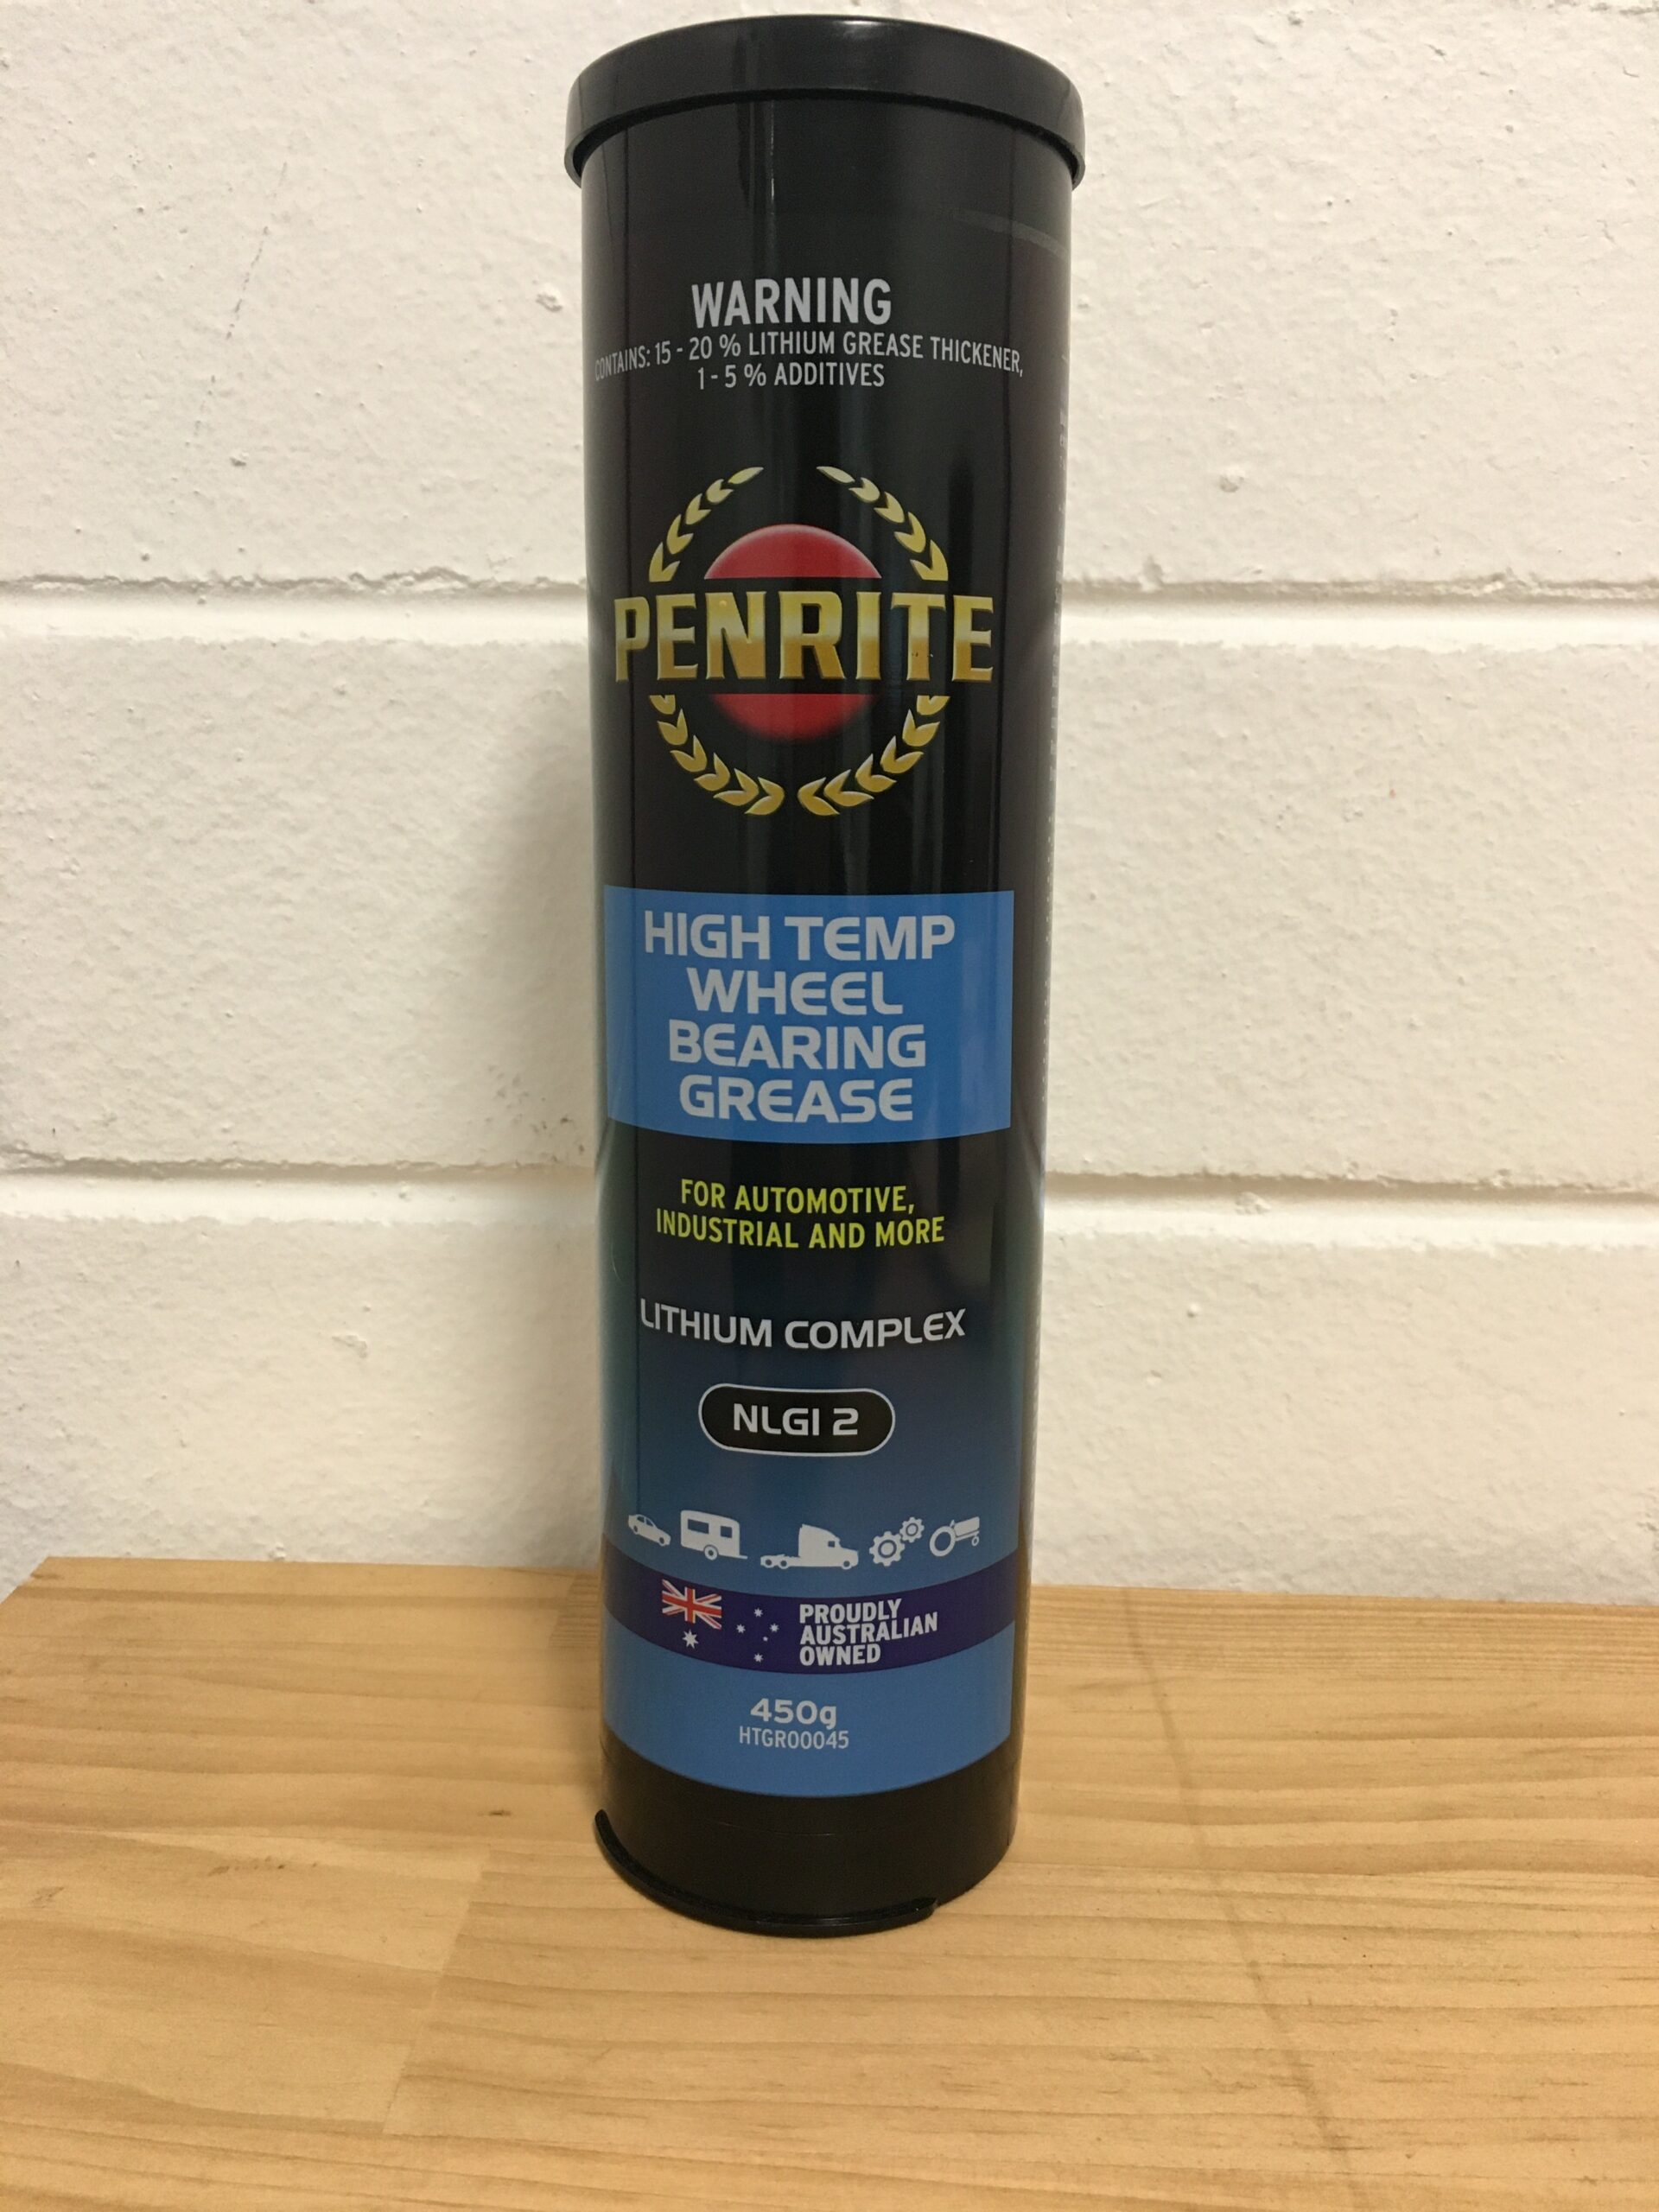 WARNING
CONTAINS: 15 - 20 % LITHIUM GREASE THICKENER,
1 - 5 % ADDITIVES
PENRITE
HIGH TEMP
WHEEL
BEARING
GREASE
FOR AUTOMOTIVE,
INDUSTRIAL AND MORE
LITHIUM COMPLEX
NLGI 2
PROUDLY
AUSTRALIAN
OWNED
450g
HTGR00045